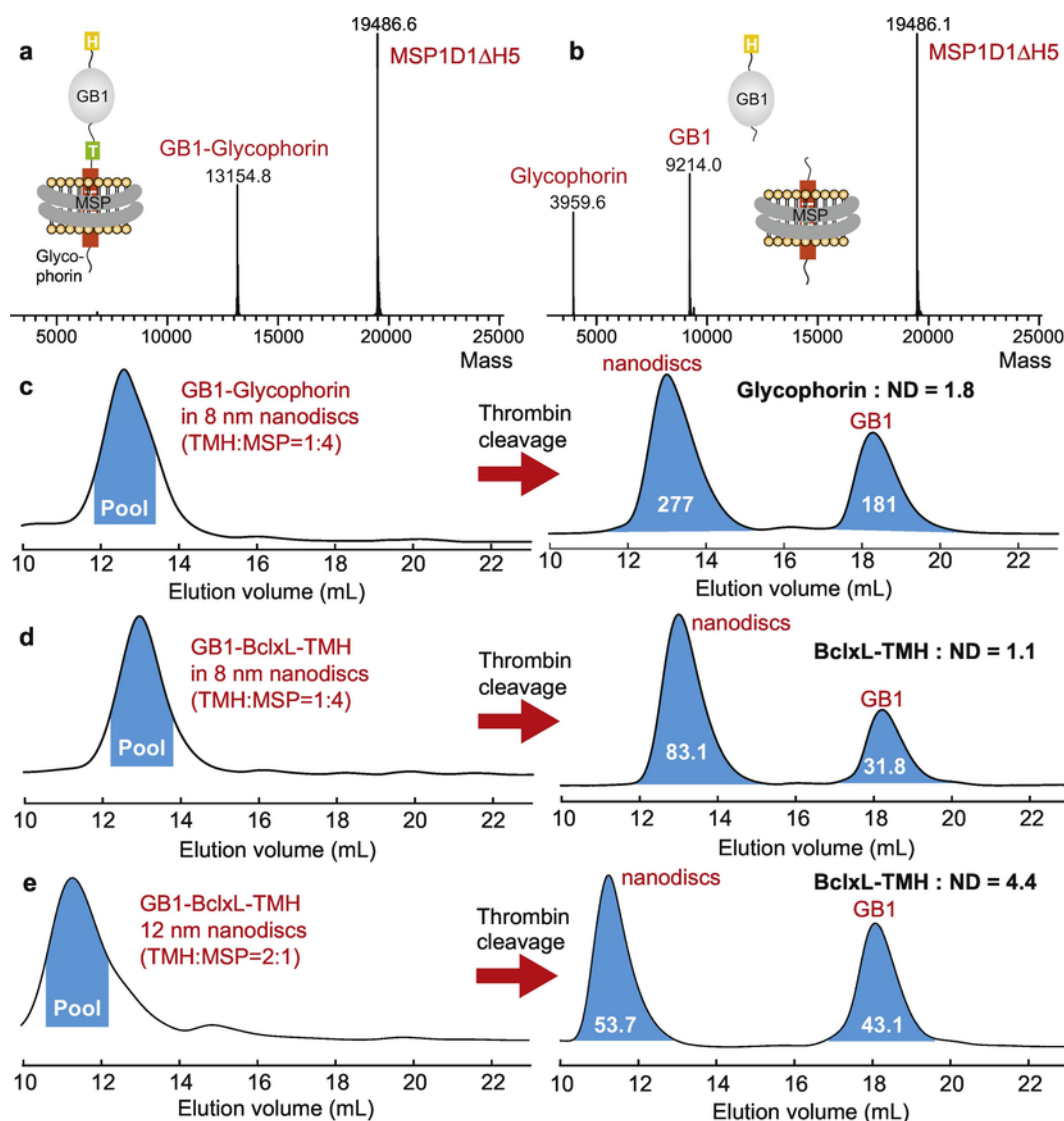 a
H
GB1
T
MSP
Glyco-
phorin
GB1-Glycophorin
13154.8
19486.6
MSP1D1ΔH5
5000 10000 15000 20000 25000
Mass
b
H
GB1
MSP
Glycophorin
3959.6
GB1
9214.0
19486.1
MSP1D1ΔH5
5000 10000 15000 20000 25000
Mass
c
GB1-Glycophorin
in 8 nm nanodiscs
(TMH:MSP=1:4)
Pool
10 12 14 16 18 20 22
Elution volume (mL)
Thrombin
cleavage
nanodiscs
Glycophorin : ND = 1.8
GB1
277
181
10 12 14 16 18 20 22
Elution volume (mL)
d
GB1-BclxL-TMH
in 8 nm nanodiscs
(TMH:MSP=1:4)
Pool
10 12 14 16 18 20 22
Elution volume (mL)
Thrombin
cleavage
nanodiscs
BclxL-TMH : ND = 1.1
GB1
83.1
31.8
10 12 14 16 18 20 22
Elution volume (mL)
e
GB1-BclxL-TMH
12 nm nanodiscs
(TMH:MSP=2:1)
Pool
10 12 14 16 18 20 22
Elution volume (mL)
Thrombin
cleavage
nanodiscs
BclxL-TMH : ND = 4.4
GB1
53.7
43.1
10 12 14 16 18 20 22
Elution volume (mL)